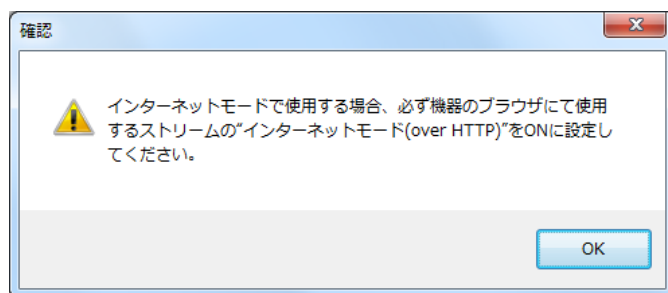 確認
インターネットモードで使用する場合、必ず機器のブラウザにて使用
するストリームの"インターネットモード(over HTTP)"をONに設定し
てください。
OK